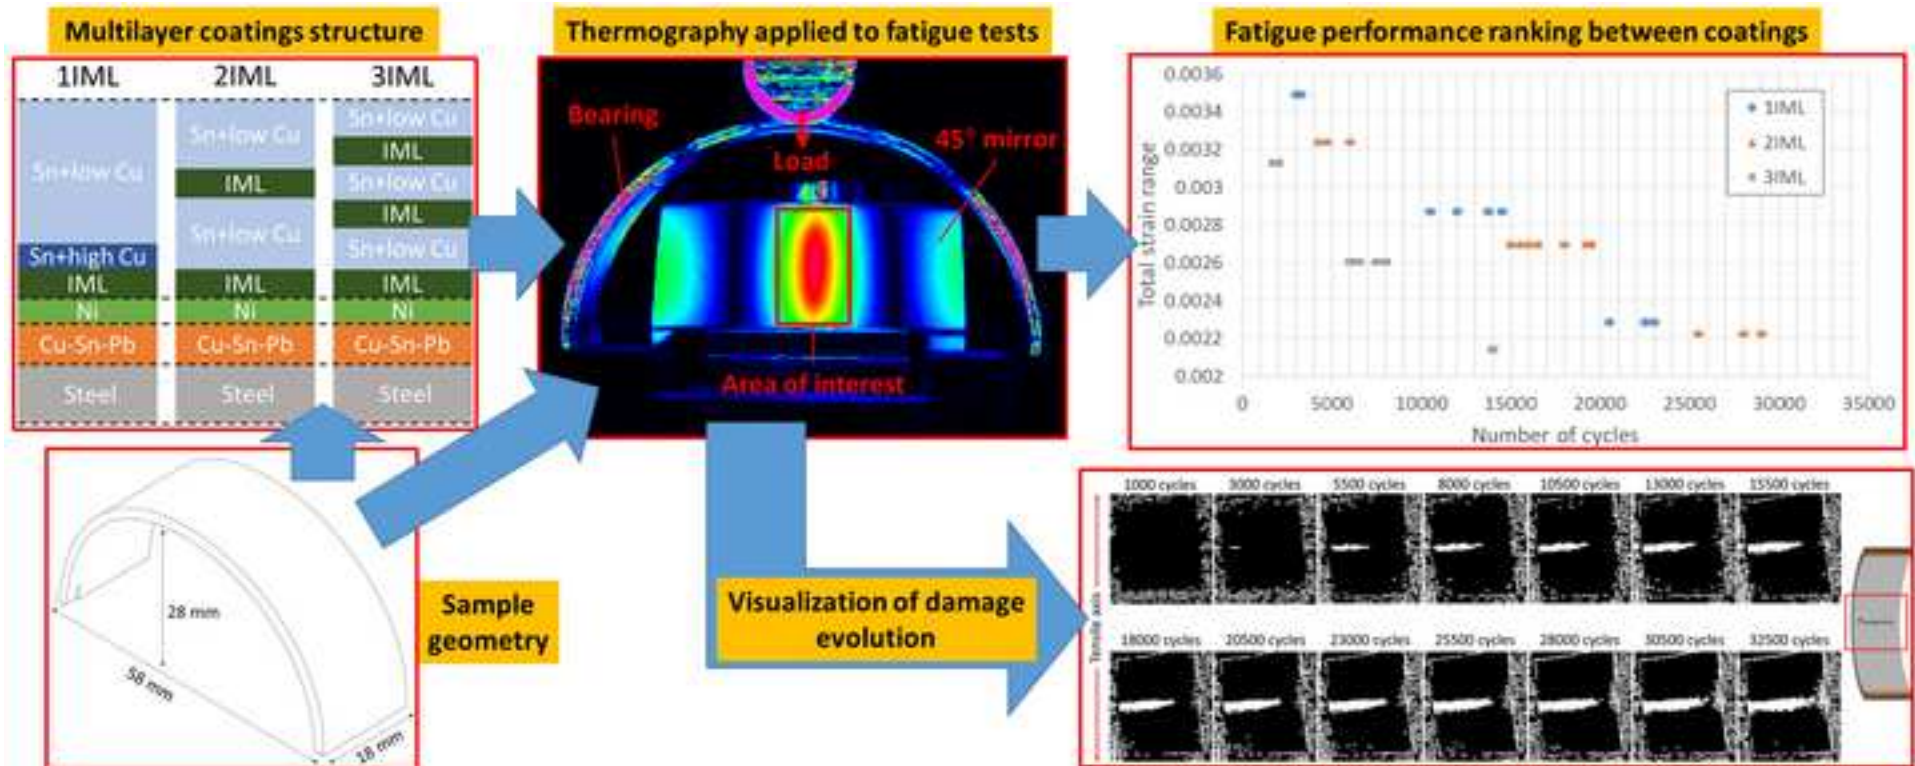 Multilayer coatings structure
1IML
2IML
3IML
Sn+low Cu
Sn+high Cu
IML
Ni
Cu-Sn-Pb
Steel
Sn+low Cu
IML
Sn+low Cu
IML
Ni
Cu-Sn-Pb
Steel
Sn+low Cu
IML
Sn+low Cu
IML
Sn+low Cu
IML
Ni
Cu-Sn-Pb
Steel
Thermography applied to fatigue tests
Bearing
Load
45° mirror
Area of interest
Fatigue performance ranking between coatings
Total strain range
0.0036
0.0034
0.0032
0.003
0.0028
0.0026
0.0024
0.0022
0.002
0
5000
10000
15000
20000
25000
30000
35000
Number of cycles
1IML
2IML
3IML
28 mm
58 mm
18 mm
Sample
geometry
Visualization of damage
evolution
Tensile axis
1000 cycles
3000 cycles
5500 cycles
8000 cycles
10500 cycles
13000 cycles
15500 cycles
18000 cycles
20500 cycles
23000 cycles
25500 cycles
28000 cycles
30500 cycles
32500 cycles